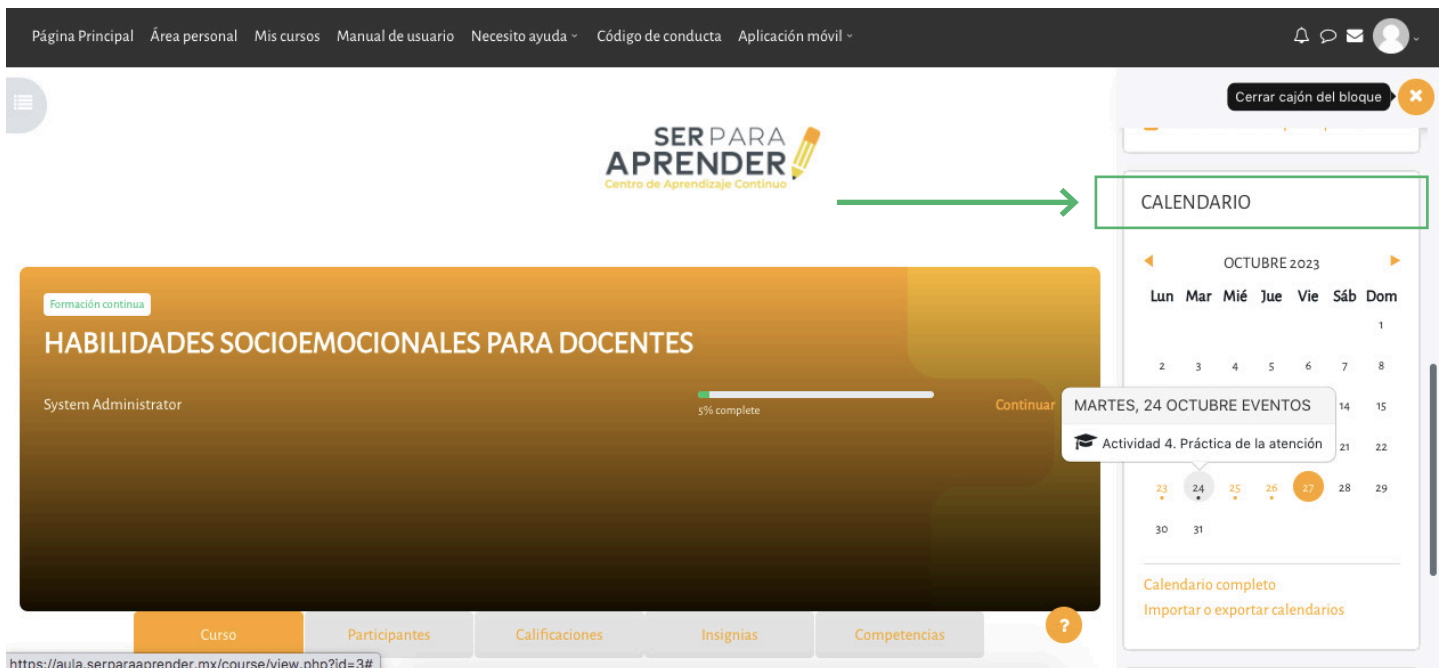 Página Principal Área personal Mis cursos Manual de usuario Necesito ayuda Código de conducta Aplicación móvil
Cerrar cajón del bloque
SER PARA
APRENDER
Centro de Aprendizaje Continuo
CALENDARIO
OCTUBRE 2023
Lun Mar Mié Jue Vie Sáb Dom
1
2 3 4 5 6 7 8
14 15
21 22
23 24 25 26 27 28 29
30 31
MARTES, 24 OCTUBRE EVENTOS
Actividad 4. Práctica de la atención
Calendario completo
Importar o exportar calendarios
Formación continua
HABILIDADES SOCIOEMOCIONALES PARA DOCENTES
System Administrator
5% complete
Continuar
?
Curso Participantes Calificaciones Insignias Competencias
https://aula.serparaaprender.mx/course/view.php?id=3#